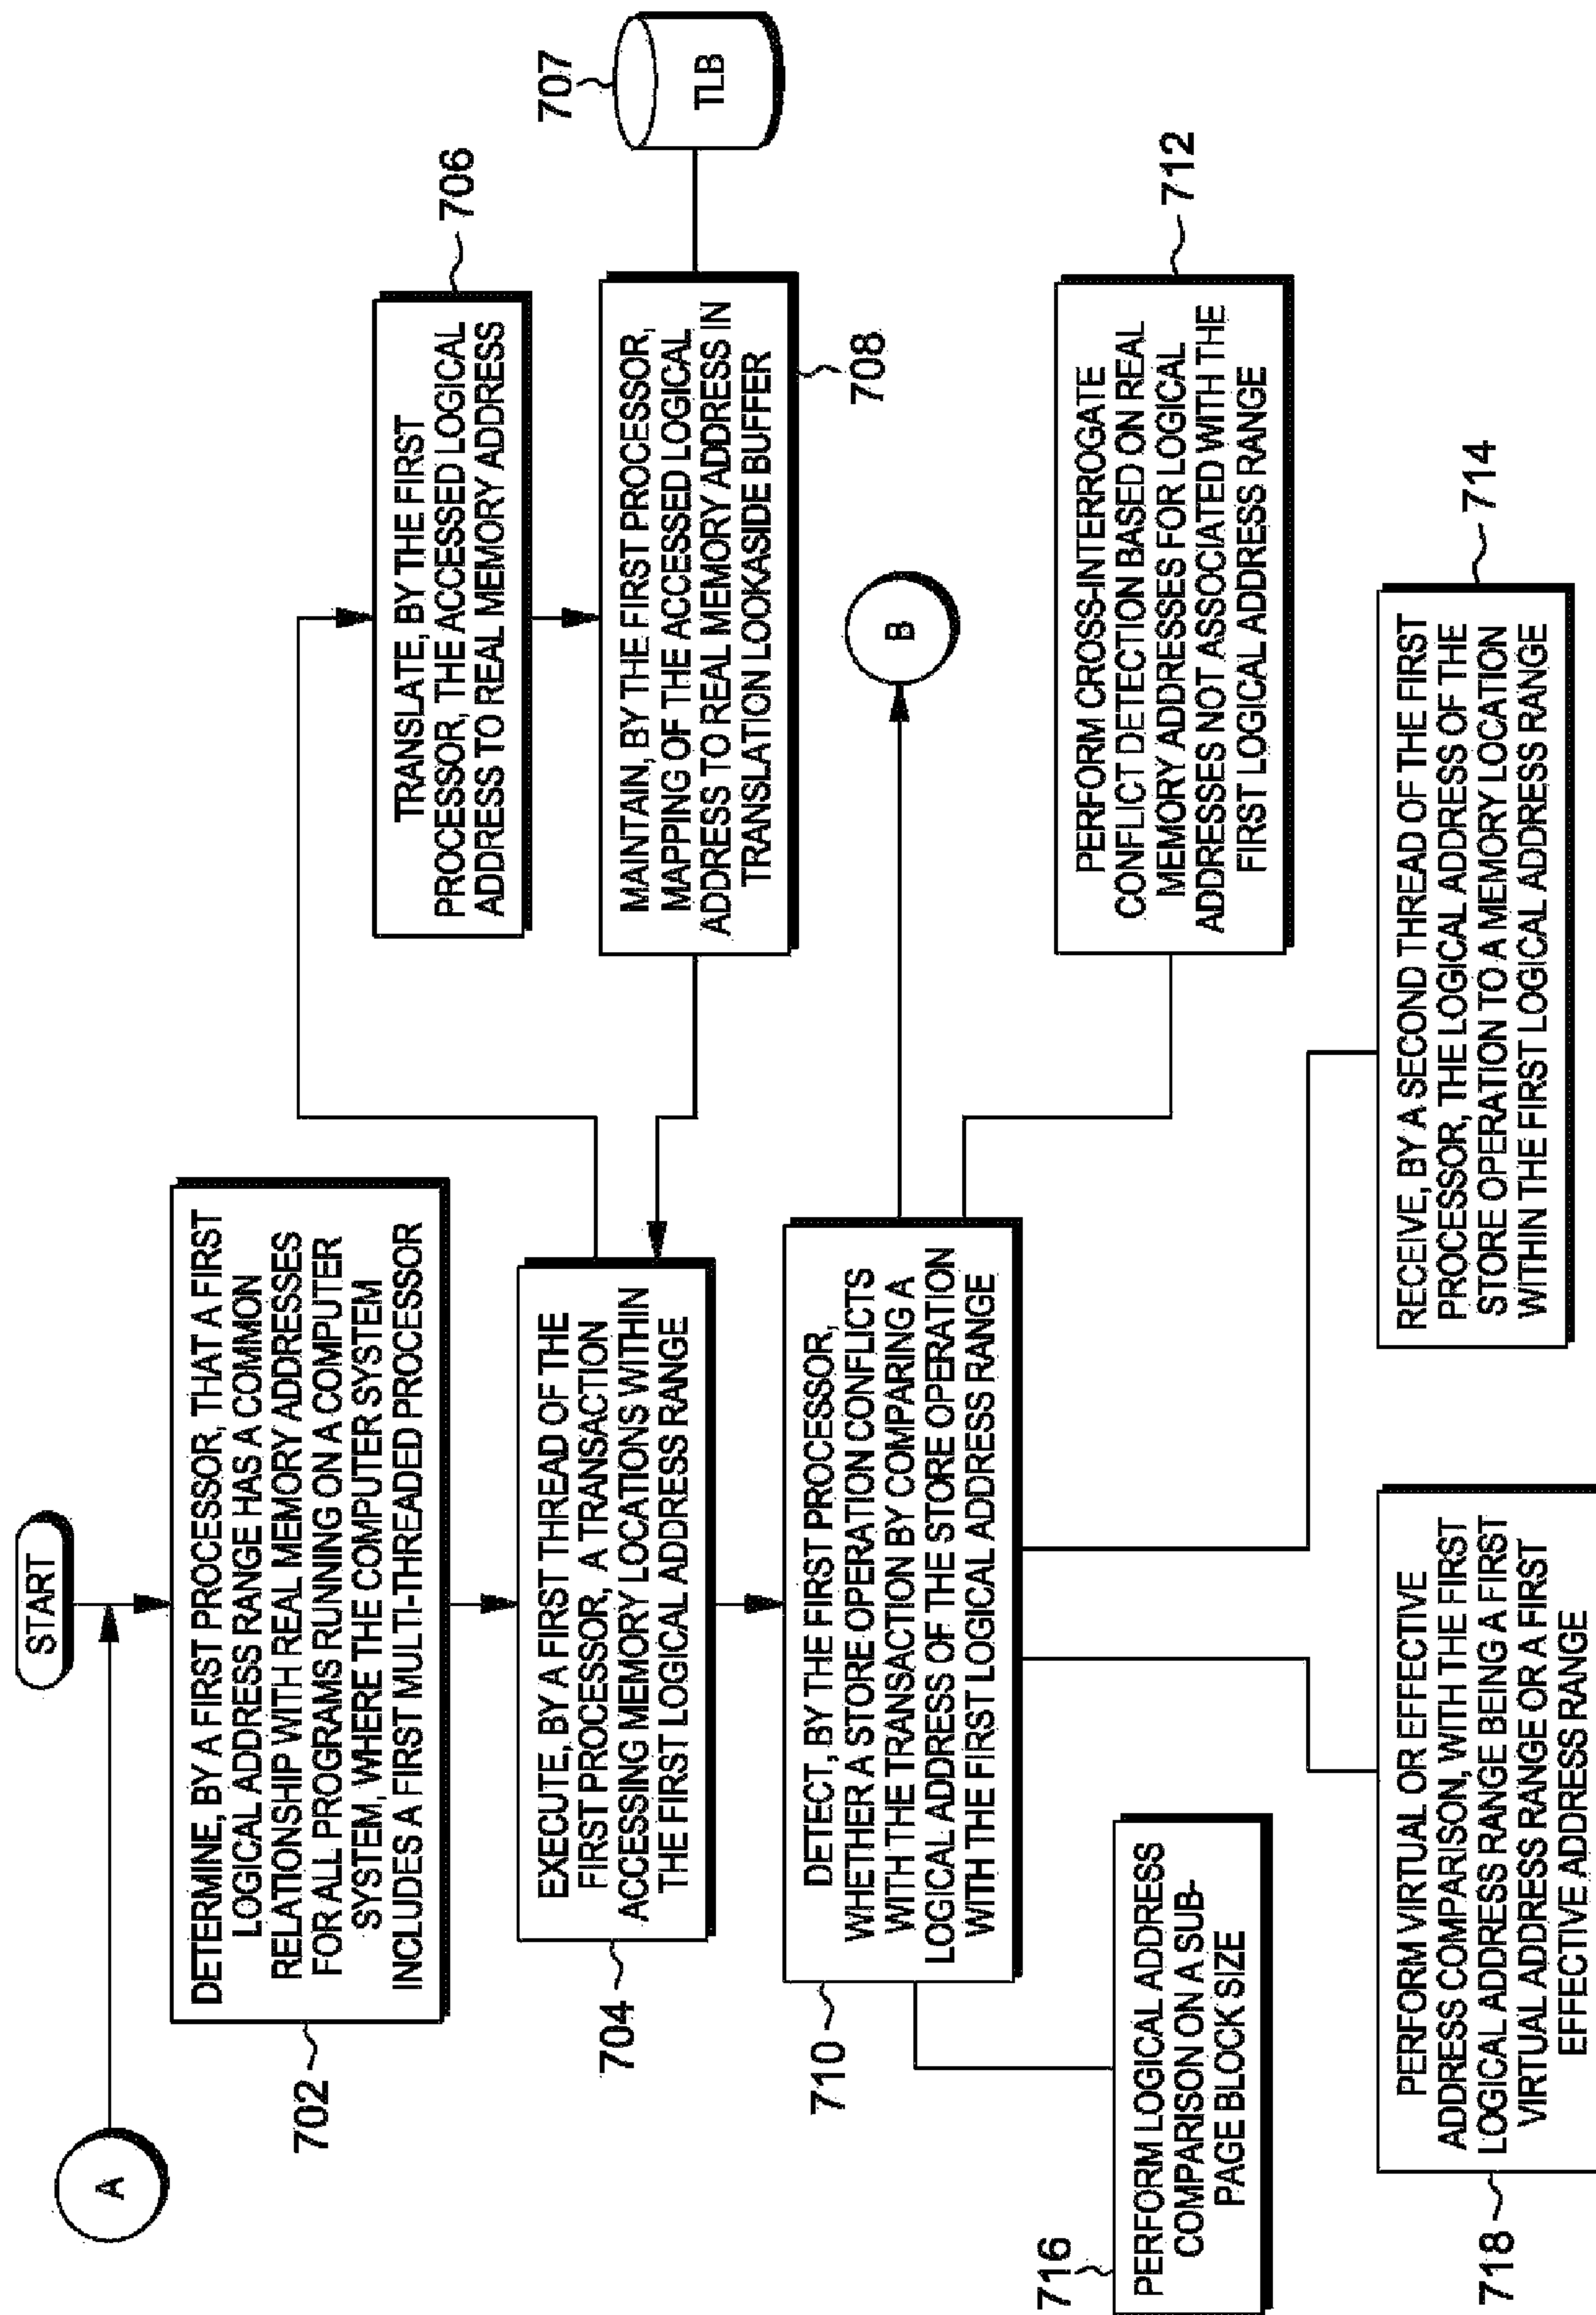 START
A
702
DETERMINE, BY A FIRST PROCESSOR, THAT A FIRST
LOGICAL ADDRESS RANGE HAS A COMMON
RELATIONSHIP WITH REAL MEMORY ADDRESSES
FOR ALL PROGRAMS RUNNING ON A COMPUTER
SYSTEM, WHERE THE COMPUTER SYSTEM
INCLUDES A FIRST MULTI-THREADED PROCESSOR
704
EXECUTE, BY A FIRST THREAD OF THE
FIRST PROCESSOR, A TRANSACTION
ACCESSING MEMORY LOCATIONS WITHIN
THE FIRST LOGICAL ADDRESS RANGE
706
TRANSLATE, BY THE FIRST
PROCESSOR, THE ACCESSED LOGICAL
ADDRESS TO REAL MEMORY ADDRESS
707
TLB
MAINTAIN, BY THE FIRST PROCESSOR,
MAPPING OF THE ACCESSED LOGICAL
ADDRESS TO REAL MEMORY ADDRESS IN
TRANSLATION LOOKASIDE BUFFER
708
710
DETECT, BY THE FIRST PROCESSOR,
WHETHER A STORE OPERATION CONFLICTS
WITH THE TRANSACTION BY COMPARING A
LOGICAL ADDRESS OF THE STORE OPERATION
WITH THE FIRST LOGICAL ADDRESS RANGE
B
712
PERFORM CROSS-INTERROGATE
CONFLICT DETECTION BASED ON REAL
MEMORY ADDRESSES FOR LOGICAL
ADDRESSES NOT ASSOCIATED WITH THE
FIRST LOGICAL ADDRESS RANGE
716
PERFORM LOGICAL ADDRESS
COMPARISON ON A SUB-
PAGE BLOCK SIZE
718
PERFORM VIRTUAL OR EFFECTIVE
ADDRESS COMPARISON, WITH THE FIRST
LOGICAL ADDRESS RANGE BEING A FIRST
VIRTUAL ADDRESS RANGE OR A FIRST
EFFECTIVE ADDRESS RANGE
714
RECEIVE, BY A SECOND THREAD OF THE FIRST
PROCESSOR, THE LOGICAL ADDRESS OF THE
STORE OPERATION TO A MEMORY LOCATION
WITHIN THE FIRST LOGICAL ADDRESS RANGE